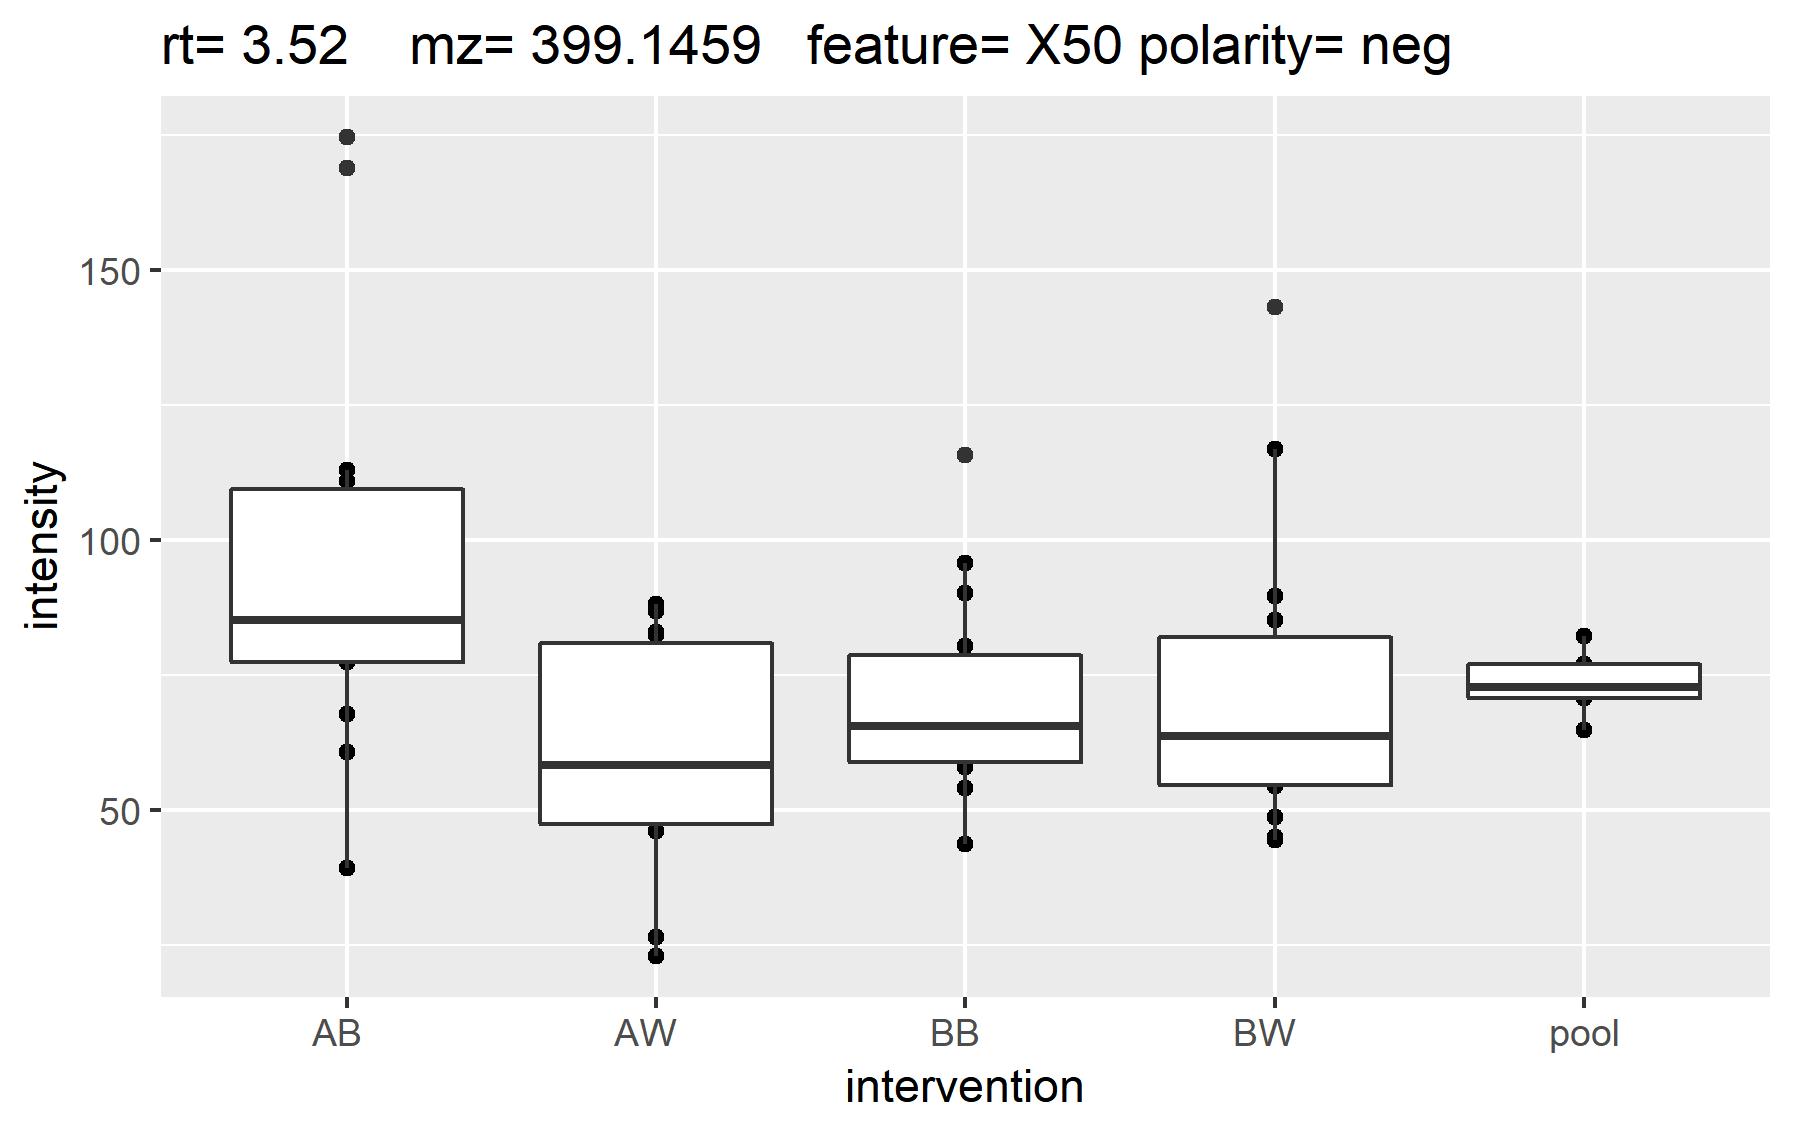 rt= 3.52    mz= 399.1459   feature= X50 polarity= neg
150
100
50
intensity
AB AW BB BW pool
intervention